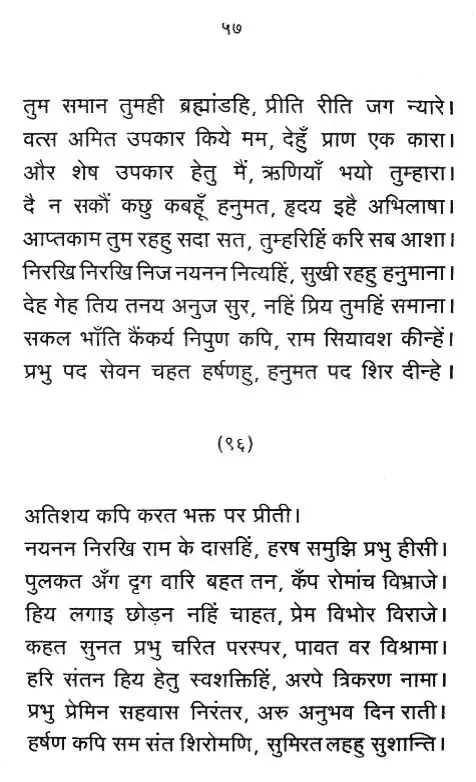 ५७
तुम समान तुमही ब्रह्मांडहि, प्रीति रीति जग न्यारे।
वत्स अमित उपकार किये मम, देहुँ प्राण एक कारा।
और शेष उपकार हेतु मैं, ऋणियाँ भयो तुम्हारा।
दै न सकौं कछु कबहूँ हनुमत, हृदय इहै अभिलाषा।
आप्तकाम तुम रहहु सदा सत, तुम्हरिहिं करि सब आशा।
निरखि निरखि निज नयनन नित्यहिं, सुखी रहहु हनुमाना।
देह गेह तिय तनय अनुज सुर, नहिं प्रिय तुमहिं समाना।
सकल भाँति कैंकर्य निपुण कपि, राम सियावश कीन्हें।
प्रभु पद सेवन चहत हर्षणहु, हनुमत पद शिर दीन्हे।
(९६)
अतिशय कपि करत भक्त पर प्रीती।
नयनन निरखि राम के दासहिं, हरष समुझि प्रभु हीसी।
पुलकत अँग दृग वारि बहत तन, कँप रोमांच विभ्राजे।
हिय लगाइ छोड़न नहिं चाहत, प्रेम विभोर विराजे।
कहत सुनत प्रभु चरित परस्पर, पावत वर विश्रामा।
हरि संतन हिय हेतु स्वशक्तिहिं, अरपे त्रिकरण नामा।
प्रभु प्रेमिन सहवास निरंतर, अरु अनुभव दिन राती।
हर्षण कपि सम संत शिरोमणि, सुमिरत लहहु सुशान्ति।